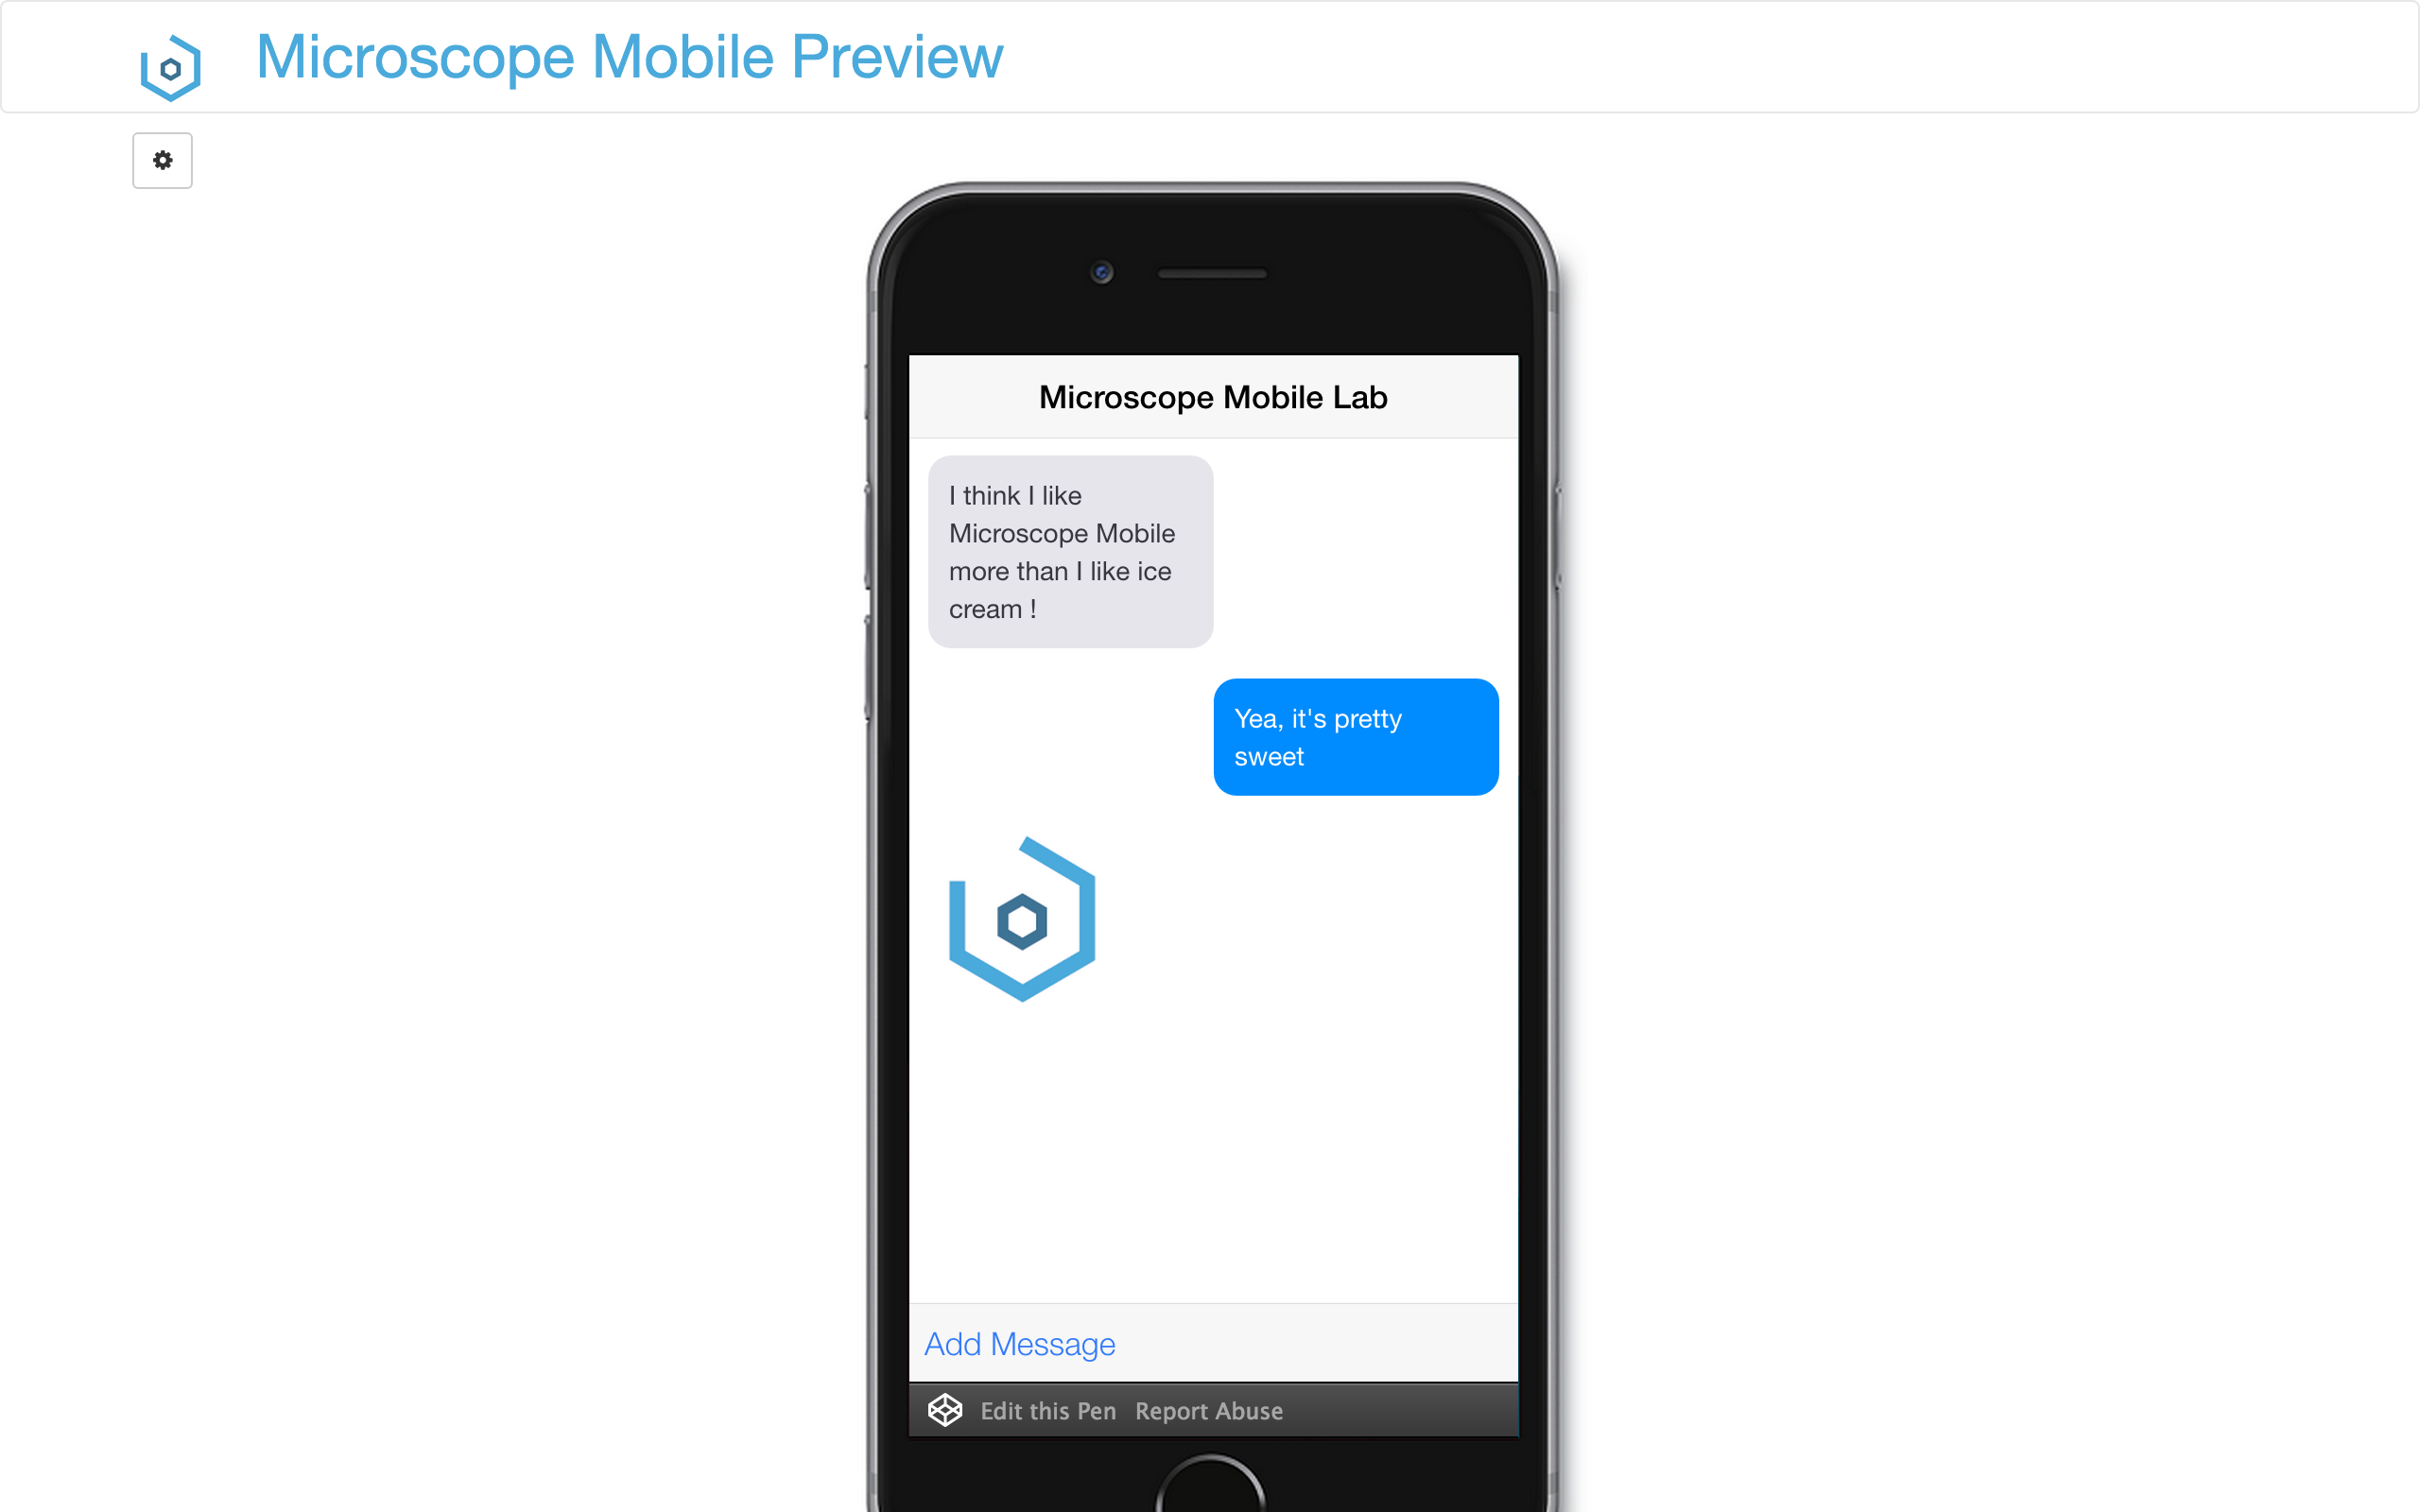 Microscope Mobile Preview
Microscope Mobile Lab
I think I like
Microscope Mobile
more than I like ice
cream !
Yea, it's pretty
sweet
Add Message
Edit this Pen Report Abuse